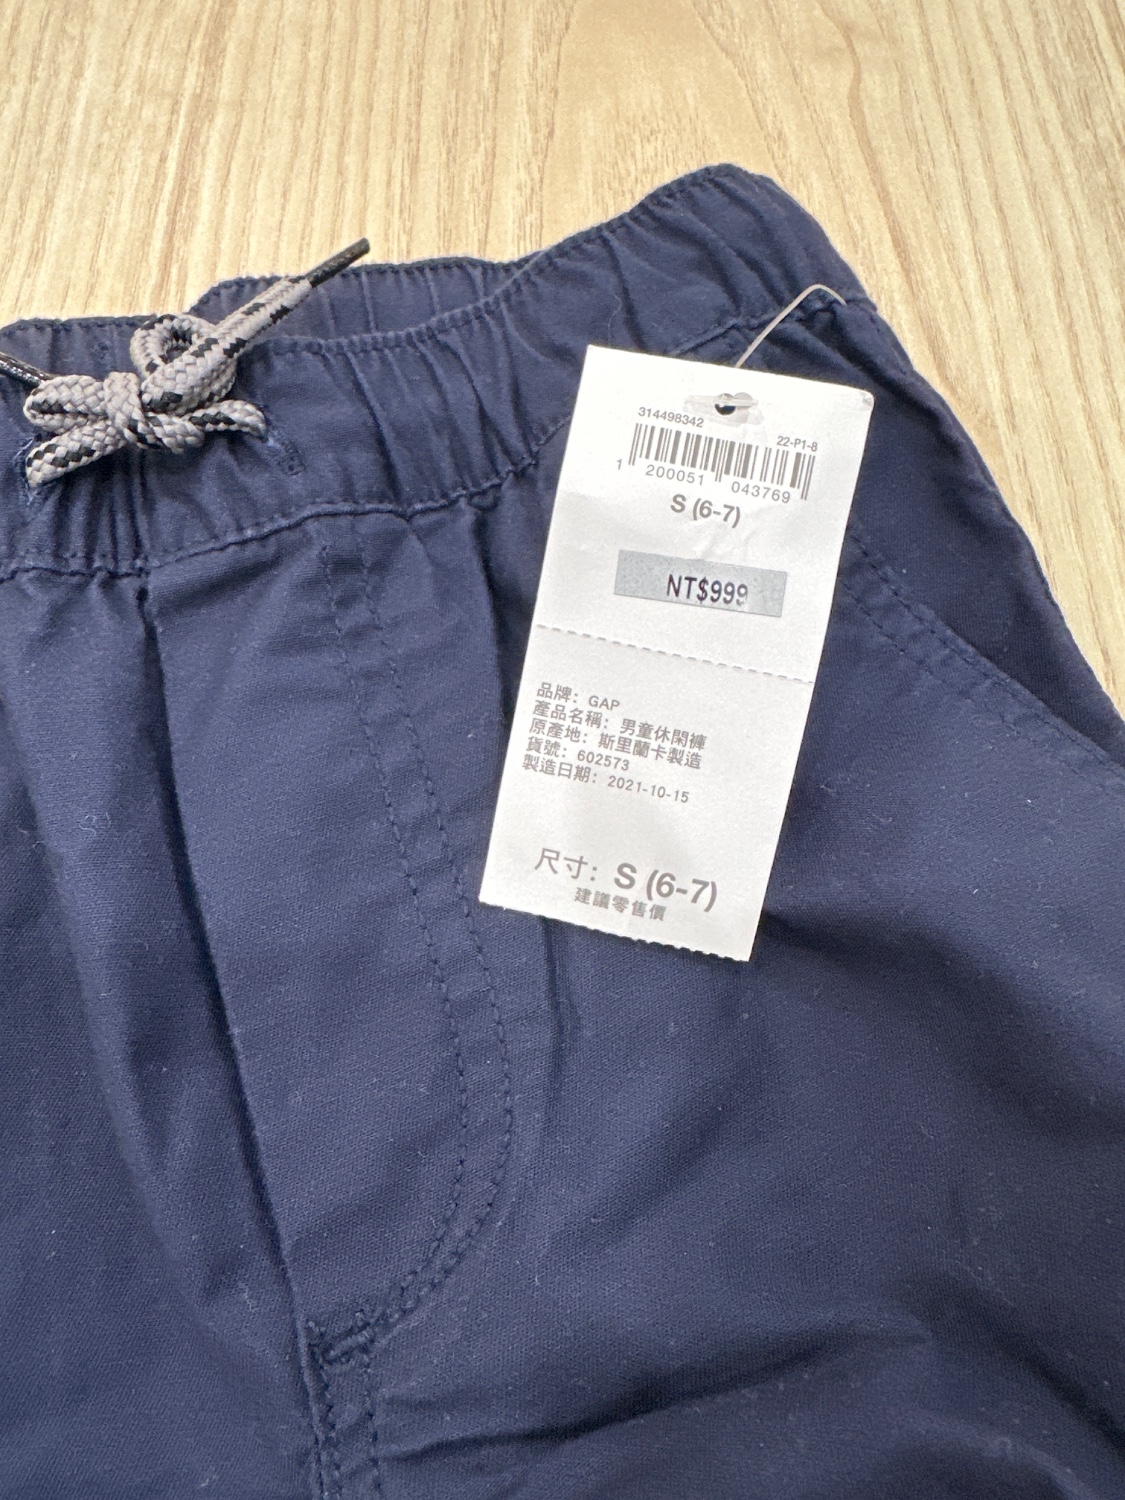 314498342
22-P1-8
1 200051 043769
S (6-7)
NT$999
品牌：GAP
產品名稱：男童休閑褲
原產地：斯里蘭卡製造
貨號：602573
製造日期：2021-10-15
尺寸：S (6-7)
建議零售價